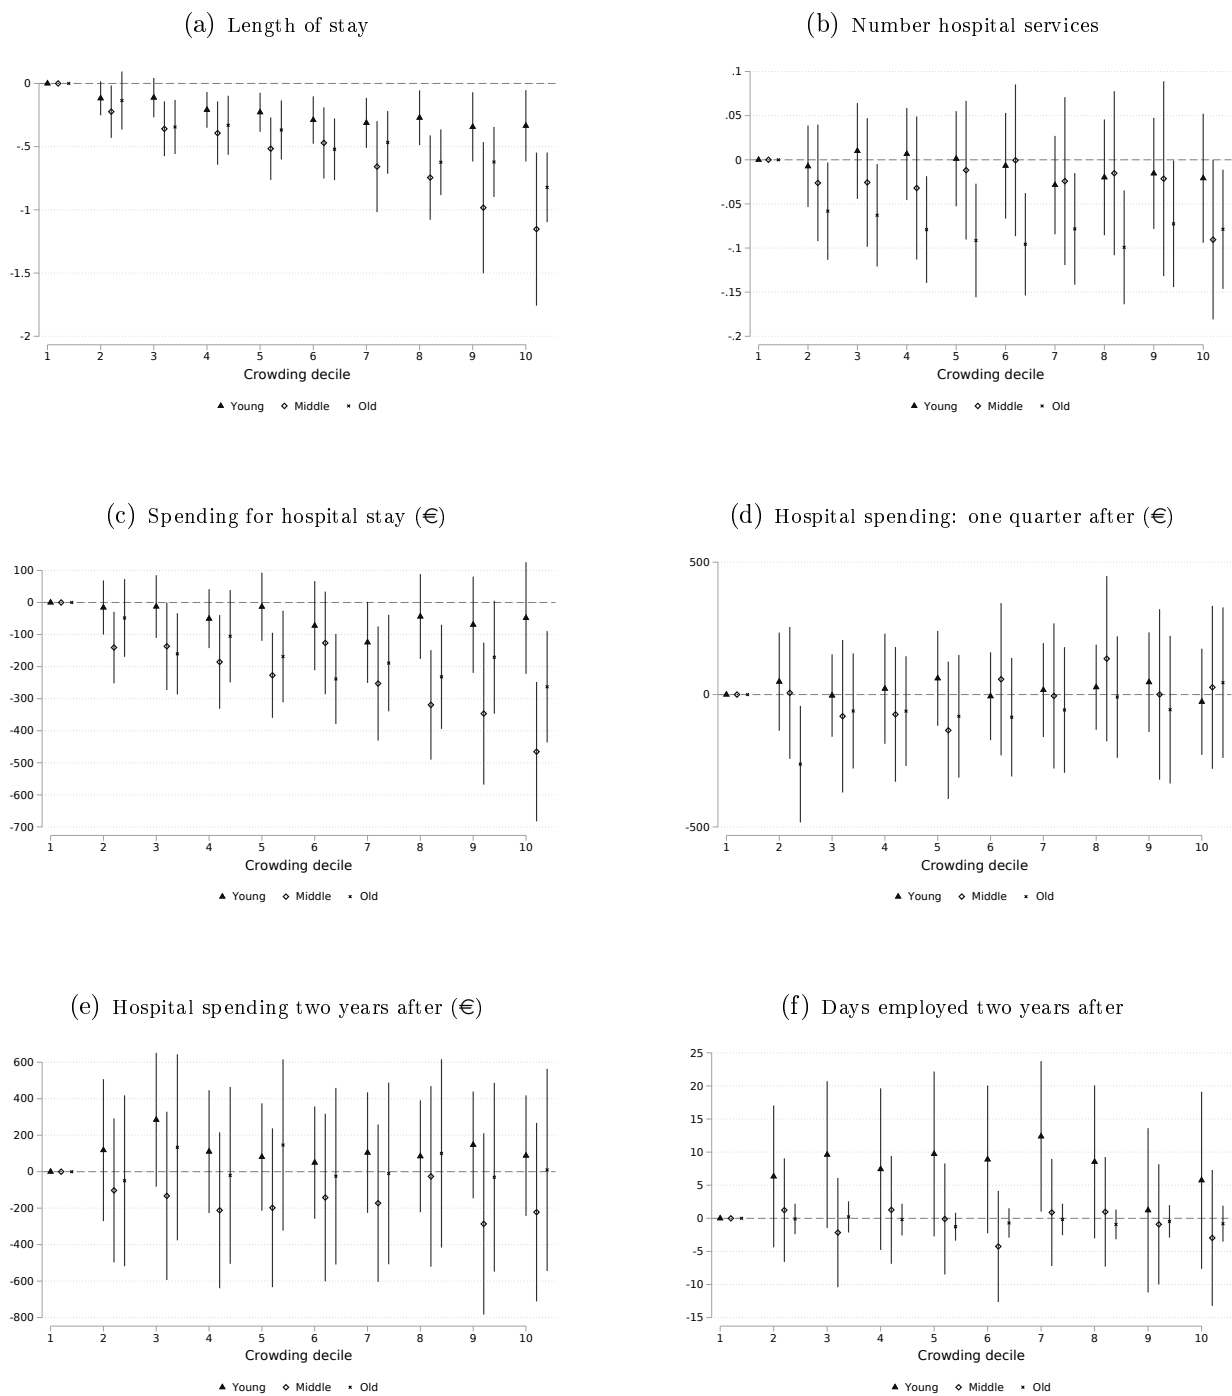 (a) Length of stay
0
-.5
-1
-1.5
-2
1 2 3 4 5 6 7 8 9 10
Crowding decile
Young Middle Old
(b) Number hospital services
.1
.05
0
-.05
-.1
-.15
-.2
1 2 3 4 5 6 7 8 9 10
Crowding decile
Young Middle Old
(c) Spending for hospital stay (€)
100
0
-100
-200
-300
-400
-500
-600
-700
1 2 3 4 5 6 7 8 9 10
Crowding decile
Young Middle Old
(d) Hospital spending: one quarter after (€)
500
0
-500
1 2 3 4 5 6 7 8 9 10
Crowding decile
Young Middle Old
(e) Hospital spending two years after (€)
600
400
200
0
-200
-400
-600
-800
1 2 3 4 5 6 7 8 9 10
Crowding decile
Young Middle Old
(f) Days employed two years after
25
20
15
10
5
0
-5
-10
-15
1 2 3 4 5 6 7 8 9 10
Crowding decile
Young Middle Old